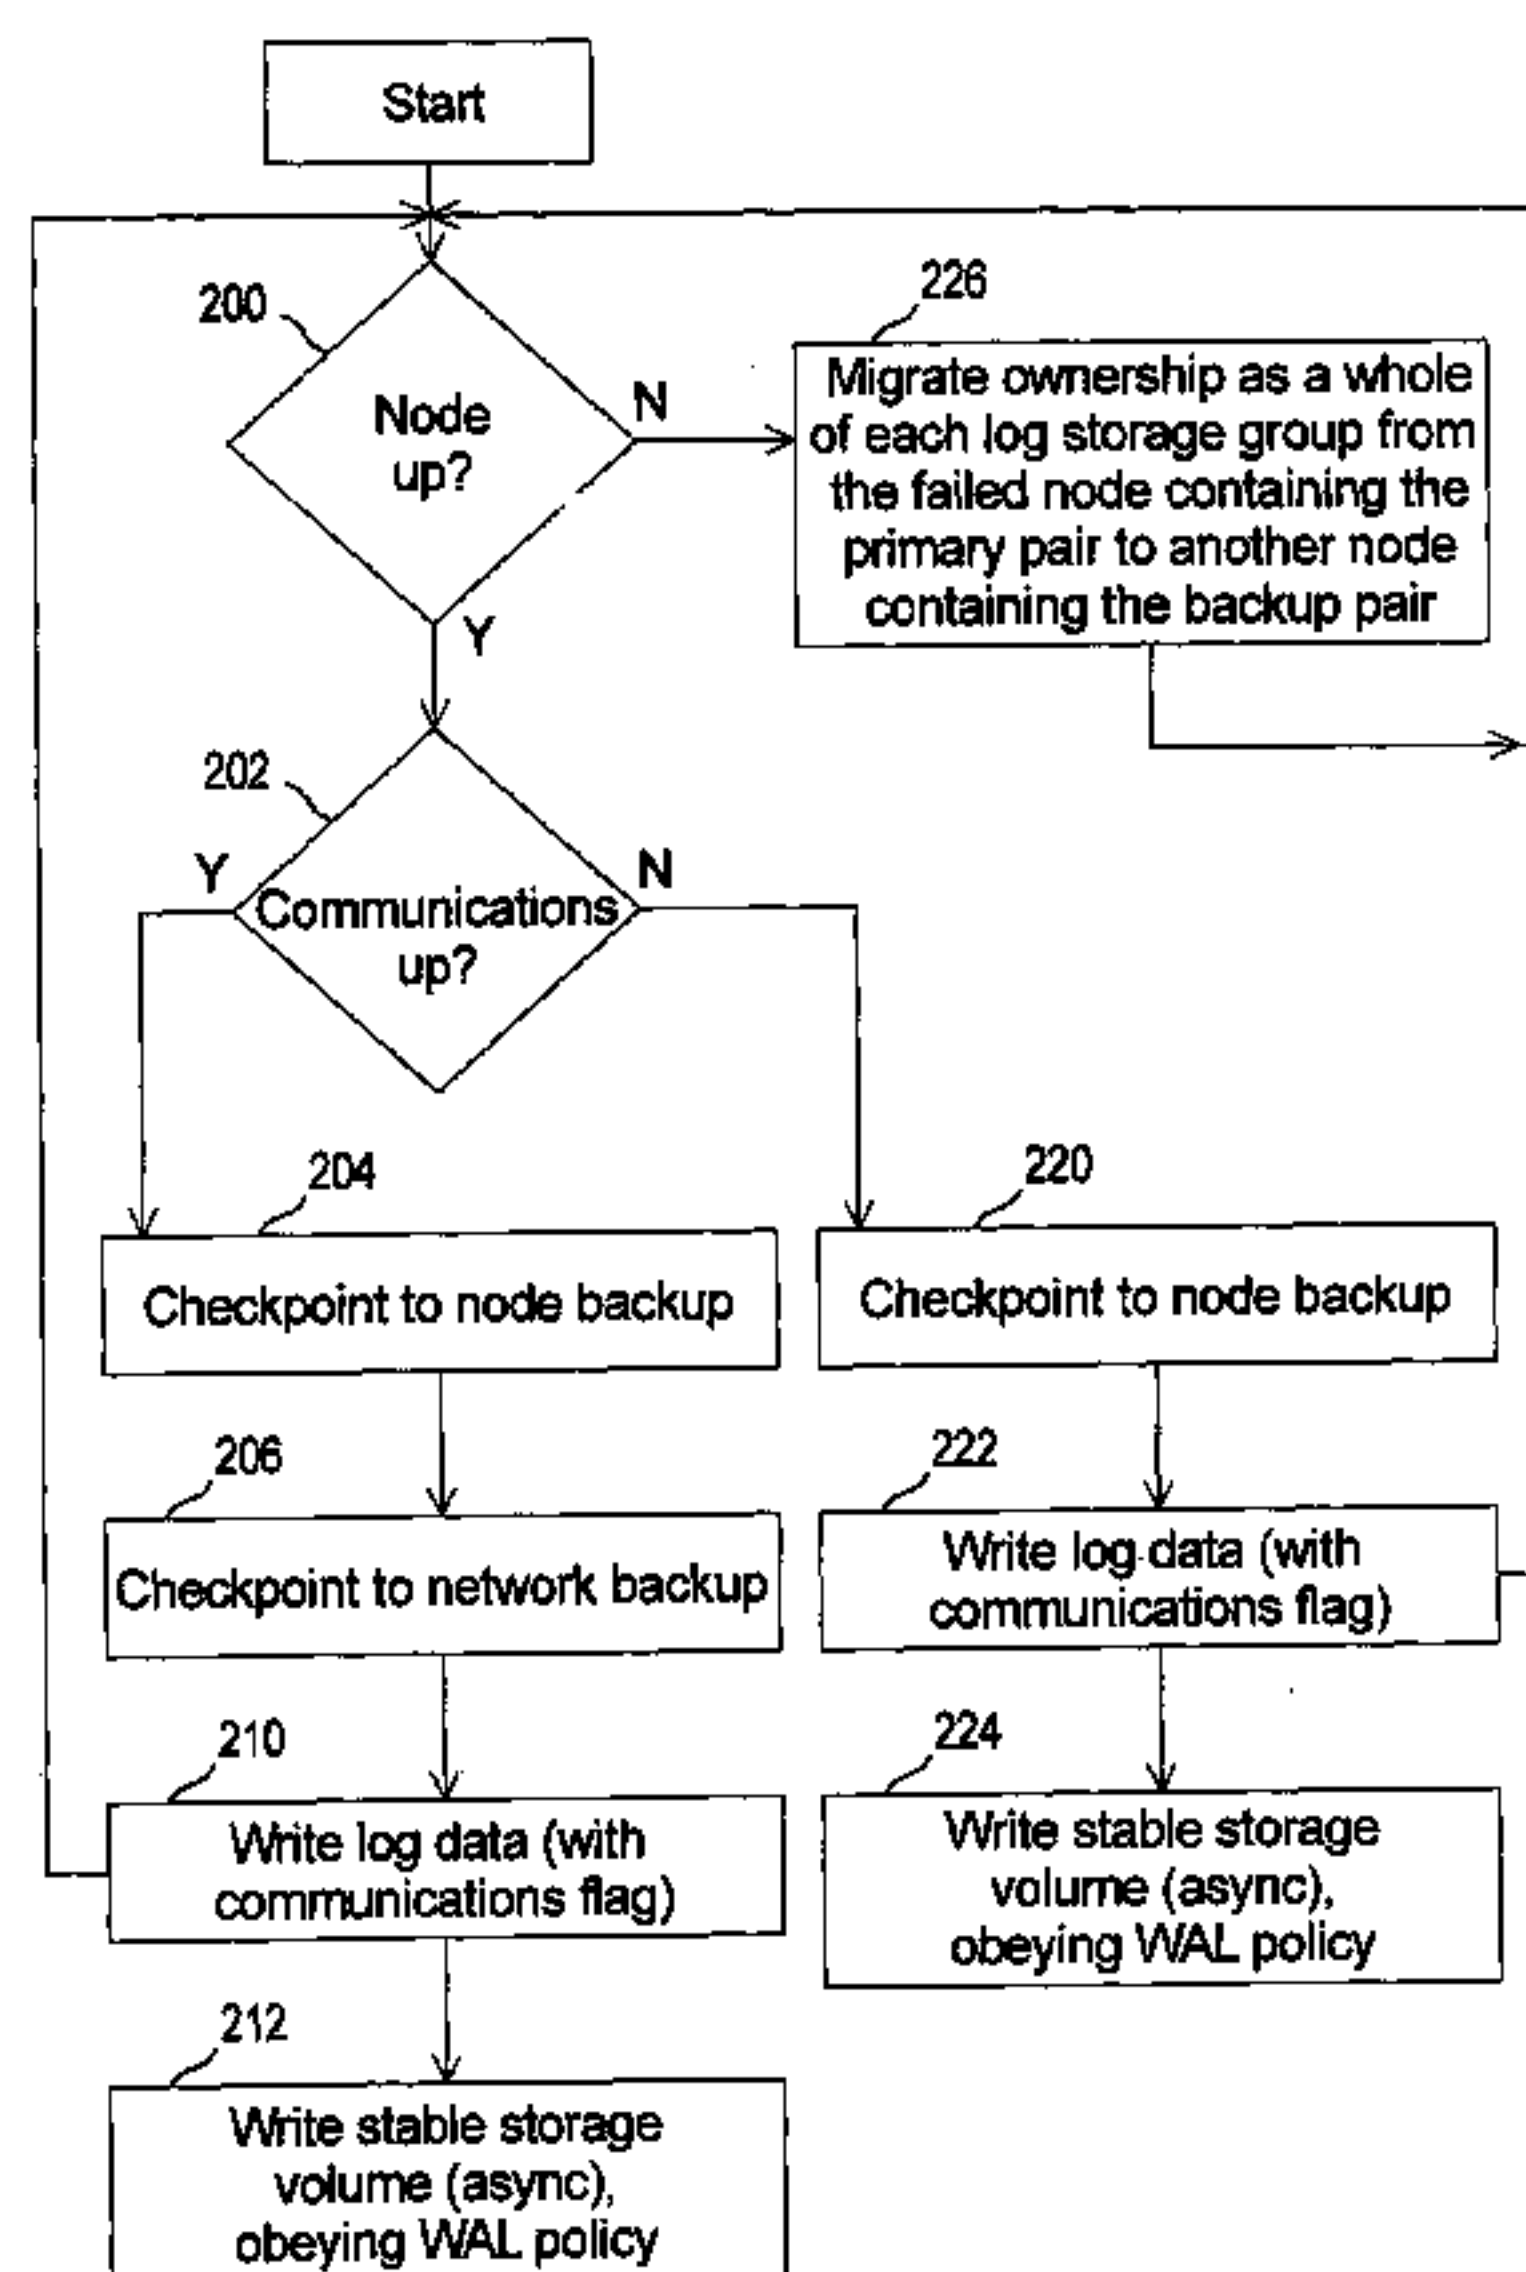 Start
200
Node
up?
N
Y
226
Migrate ownership as a whole
of each log storage group from
the failed node containing the
primary pair to another node
containing the backup pair
202
Y
Communications
up?
N
204
Checkpoint to node backup
220
Checkpoint to node backup
206
Checkpoint to network backup
222
Write log data (with
communications flag)
210
Write log data (with
communications flag)
224
Write stable storage
volume (async),
obeying WAL policy
212
Write stable storage
volume (async),
obeying WAL policy